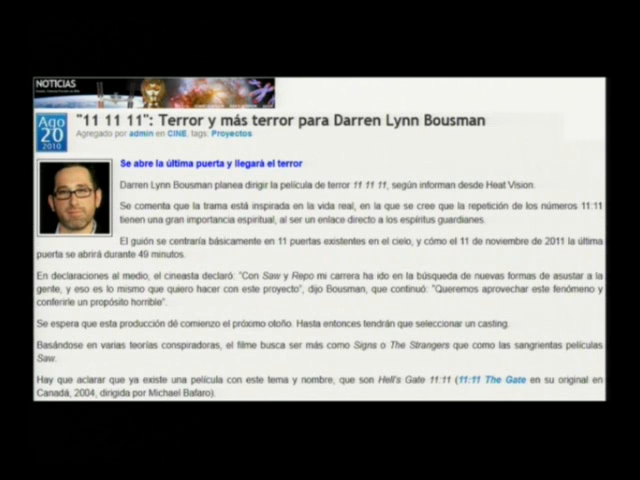 NOTICIAS
Ago
20
2010
"11 11 11": Terror y más terror para Darren Lynn Bousman
Agregado por admin en CINE, tags: Proyectos
Se abre la última puerta y llegará el terror
Darren Lynn Bousman planea dirigir la película de terror 11 11 11, según informan desde Heat Vision.
Se comenta que la trama está inspirada en la vida real, en la que se cree que la repetición de los números 11:11
tienen una gran importancia espiritual, al ser un enlace directo a los espíritus guardianes.
El guión se centraría básicamente en 11 puertas existentes en el cielo, y cómo el 11 de noviembre de 2011 la última
puerta se abrirá durante 49 minutos.
En declaraciones al medio, el cineasta declaró: "Con Saw y Repo mi carrera ha ido en la búsqueda de nuevas formas de asustar a la
gente, y eso es lo mismo que quiero hacer con este proyecto", dijo Bousman, que continuó: "Queremos aprovechar este fenómeno y
conferirle un propósito horrible".
Se espera que esta producción dé comienzo el próximo otoño. Hasta entonces tendrán que seleccionar un casting.
Basándose en varias teorías conspiradoras, el filme busca ser más como Signs o The Strangers que como las sangrientas películas
Saw.
Hay que aclarar que ya existe una película con este tema y nombre, que son Hell's Gate 11:11 (11:11 The Gate en su original en
Canadá, 2004, dirigida por Michael Bafaro).